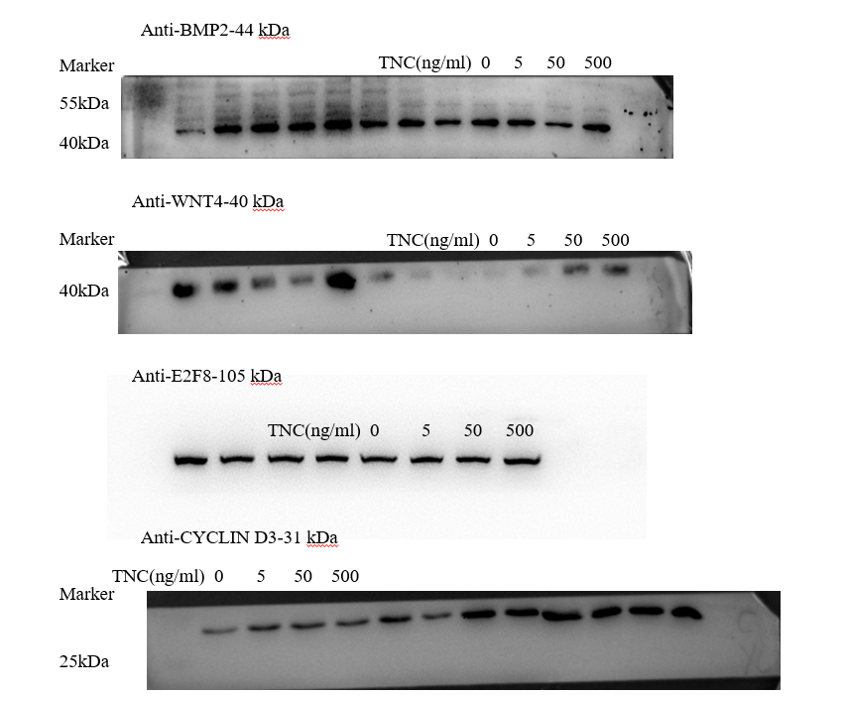 Anti-BMP2-44 kDa
TNC(ng/ml) 0 5 50 500
Marker
55kDa
40kDa
Anti-WNT4-40 kDa
Marker TNC(ng/ml) 0 5 50 500
40kDa
Anti-E2F8-105 kDa
TNC(ng/ml) 0 5 50 500
Anti-CYCLIN D3-31 kDa
TNC(ng/ml) 0 5 50 500
Marker
25kDa